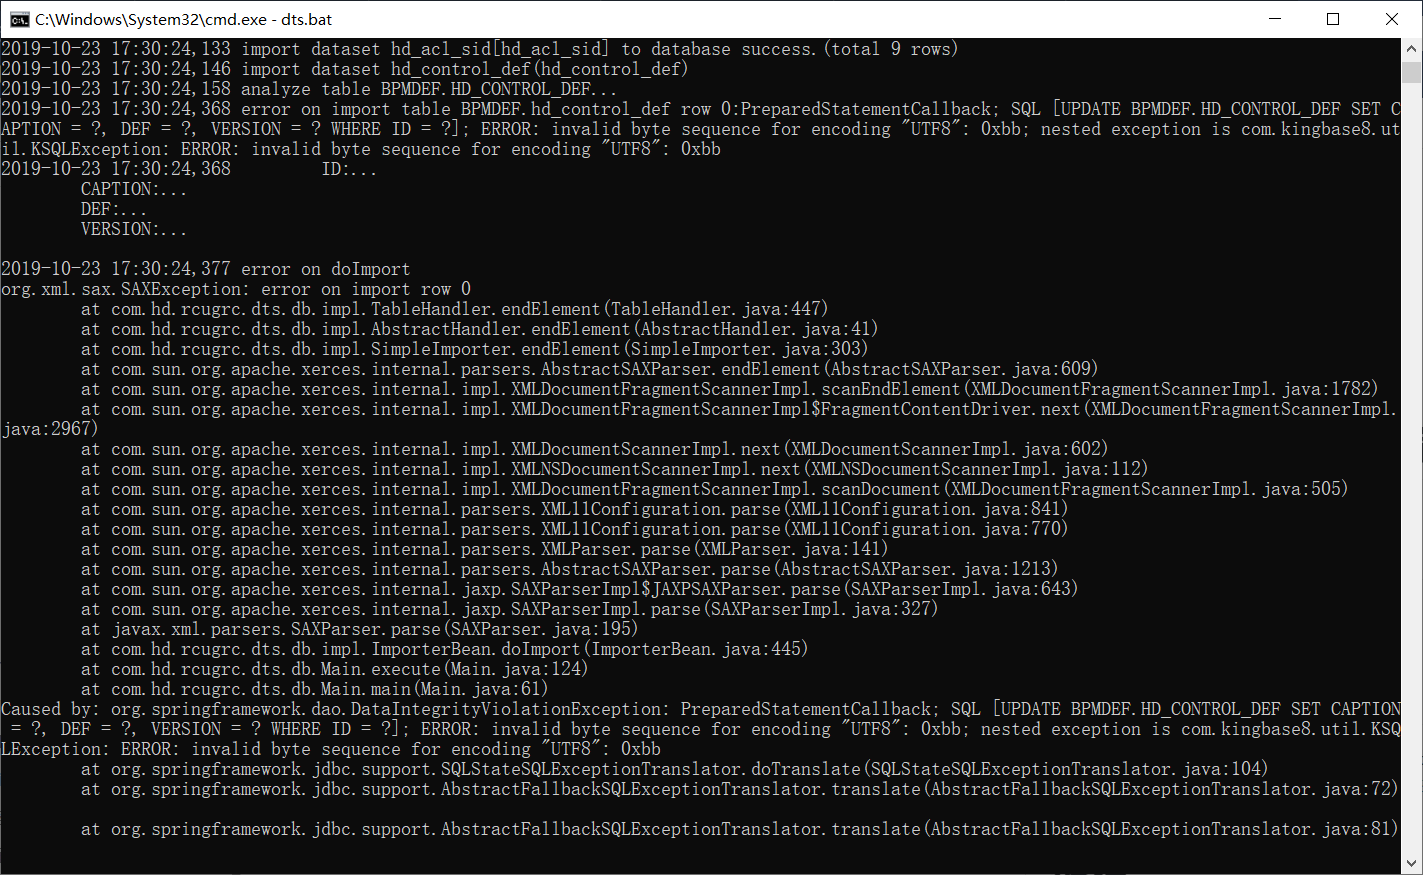 C:\Windows\System32\cmd.exe - dts.bat
2019-10-23 17:30:24,133 import dataset hd_acl_sid[hd_acl_sid] to database success.(total 9 rows)
2019-10-23 17:30:24,146 import dataset hd_control_def(hd_control_def)
2019-10-23 17:30:24,158 analyze table BPMDEF.HD_CONTROL_DEF...
2019-10-23 17:30:24,368 error on import table BPMDEF.hd_control_def row 0:PreparedStatementCallback; SQL [UPDATE BPMDEF.HD_CONTROL_DEF SET C
APTION = ?, DEF = ?, VERSION = ? WHERE ID = ?]; ERROR: invalid byte sequence for encoding "UTF8": 0xbb; nested exception is com.kingbase8.ut
il.KSQLException: ERROR: invalid byte sequence for encoding "UTF8": 0xbb
2019-10-23 17:30:24,368         ID:...
        CAPTION:...
        DEF:...
        VERSION:...
2019-10-23 17:30:24,377 error on doImport
org.xml.sax.SAXException: error on import row 0
        at com.hd.rcugrc.dts.db.impl.TableHandler.endElement(TableHandler.java:447)
        at com.hd.rcugrc.dts.db.impl.AbstractHandler.endElement(AbstractHandler.java:41)
        at com.hd.rcugrc.dts.db.impl.SimpleImporter.endElement(SimpleImporter.java:303)
        at com.sun.org.apache.xerces.internal.parsers.AbstractSAXParser.endElement(AbstractSAXParser.java:609)
        at com.sun.org.apache.xerces.internal.impl.XMLDocumentFragmentScannerImpl.scanEndElement(XMLDocumentFragmentScannerImpl.java:1782)
        at com.sun.org.apache.xerces.internal.impl.XMLDocumentFragmentScannerImpl$FragmentContentDriver.next(XMLDocumentFragmentScannerImpl.
java:2967)
        at com.sun.org.apache.xerces.internal.impl.XMLDocumentScannerImpl.next(XMLDocumentScannerImpl.java:602)
        at com.sun.org.apache.xerces.internal.impl.XMLNSDocumentScannerImpl.next(XMLNSDocumentScannerImpl.java:112)
        at com.sun.org.apache.xerces.internal.impl.XMLDocumentFragmentScannerImpl.scanDocument(XMLDocumentFragmentScannerImpl.java:505)
        at com.sun.org.apache.xerces.internal.parsers.XML11Configuration.parse(XML11Configuration.java:841)
        at com.sun.org.apache.xerces.internal.parsers.XML11Configuration.parse(XML11Configuration.java:770)
        at com.sun.org.apache.xerces.internal.parsers.XMLParser.parse(XMLParser.java:141)
        at com.sun.org.apache.xerces.internal.parsers.AbstractSAXParser.parse(AbstractSAXParser.java:1213)
        at com.sun.org.apache.xerces.internal.jaxp.SAXParserImpl$JAXPSAXParser.parse(SAXParserImpl.java:643)
        at com.sun.org.apache.xerces.internal.jaxp.SAXParserImpl.parse(SAXParserImpl.java:327)
        at javax.xml.parsers.SAXParser.parse(SAXParser.java:195)
        at com.hd.rcugrc.dts.db.impl.ImporterBean.doImport(ImporterBean.java:445)
        at com.hd.rcugrc.dts.db.Main.execute(Main.java:124)
        at com.hd.rcugrc.dts.db.Main.main(Main.java:61)
Caused by: org.springframework.dao.DataIntegrityViolationException: PreparedStatementCallback; SQL [UPDATE BPMDEF.HD_CONTROL_DEF SET CAPTION
 = ?, DEF = ?, VERSION = ? WHERE ID = ?]; ERROR: invalid byte sequence for encoding "UTF8": 0xbb; nested exception is com.kingbase8.util.KSQ
LException: ERROR: invalid byte sequence for encoding "UTF8": 0xbb
        at org.springframework.jdbc.support.SQLStateSQLExceptionTranslator.doTranslate(SQLStateSQLExceptionTranslator.java:104)
        at org.springframework.jdbc.support.AbstractFallbackSQLExceptionTranslator.translate(AbstractFallbackSQLExceptionTranslator.java:72)
        at org.springframework.jdbc.support.AbstractFallbackSQLExceptionTranslator.translate(AbstractFallbackSQLExceptionTranslator.java:81)